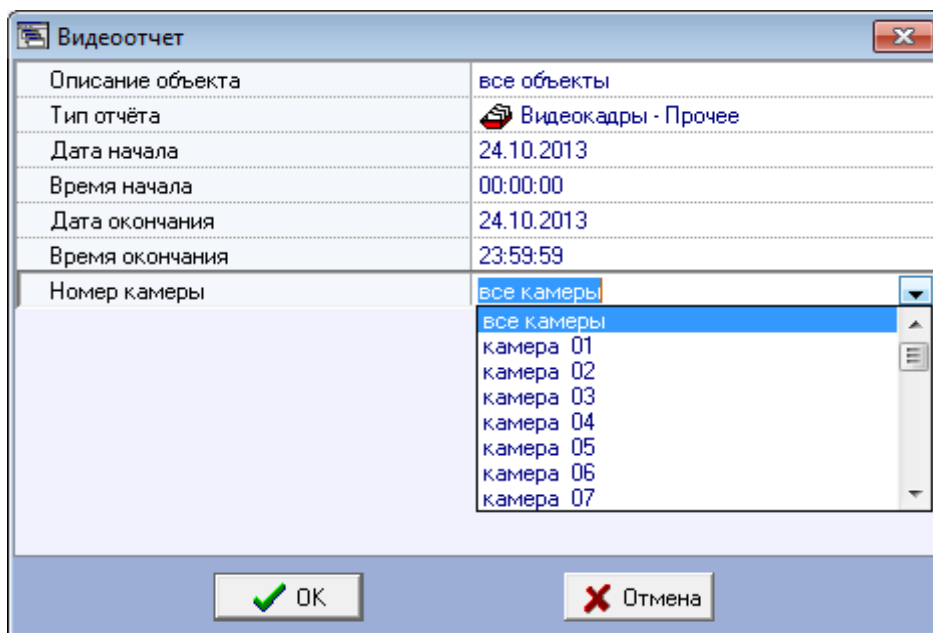 Видеоотчет
Описание объекта все объекты
Тип отчёта Видеокадры - Прочее
Дата начала 24.10.2013
Время начала 00:00:00
Дата окончания 24.10.2013
Время окончания 23:59:59
Номер камеры все камеры
все камеры
камера 01
камера 02
камера 03
камера 04
камера 05
камера 06
камера 07
OK Отмена